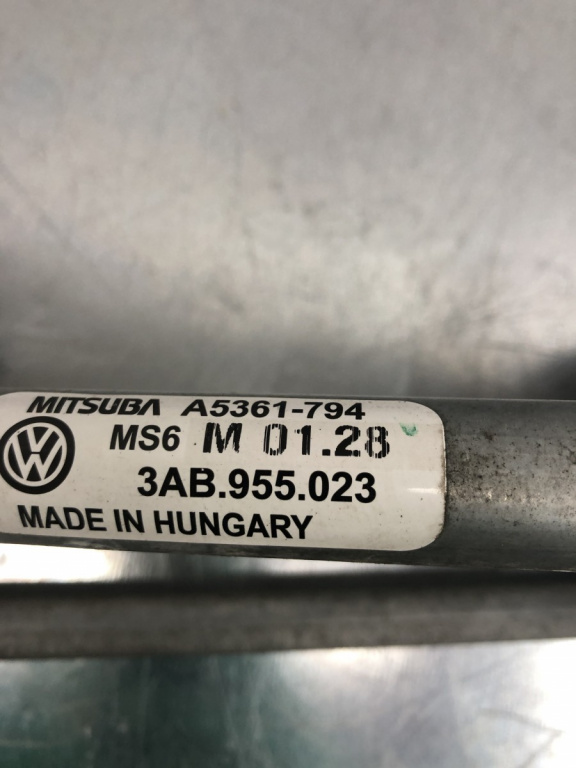 MITSUBA A5361-794
MS6 M 01.28
3AB.955.023
MADE IN HUNGARY